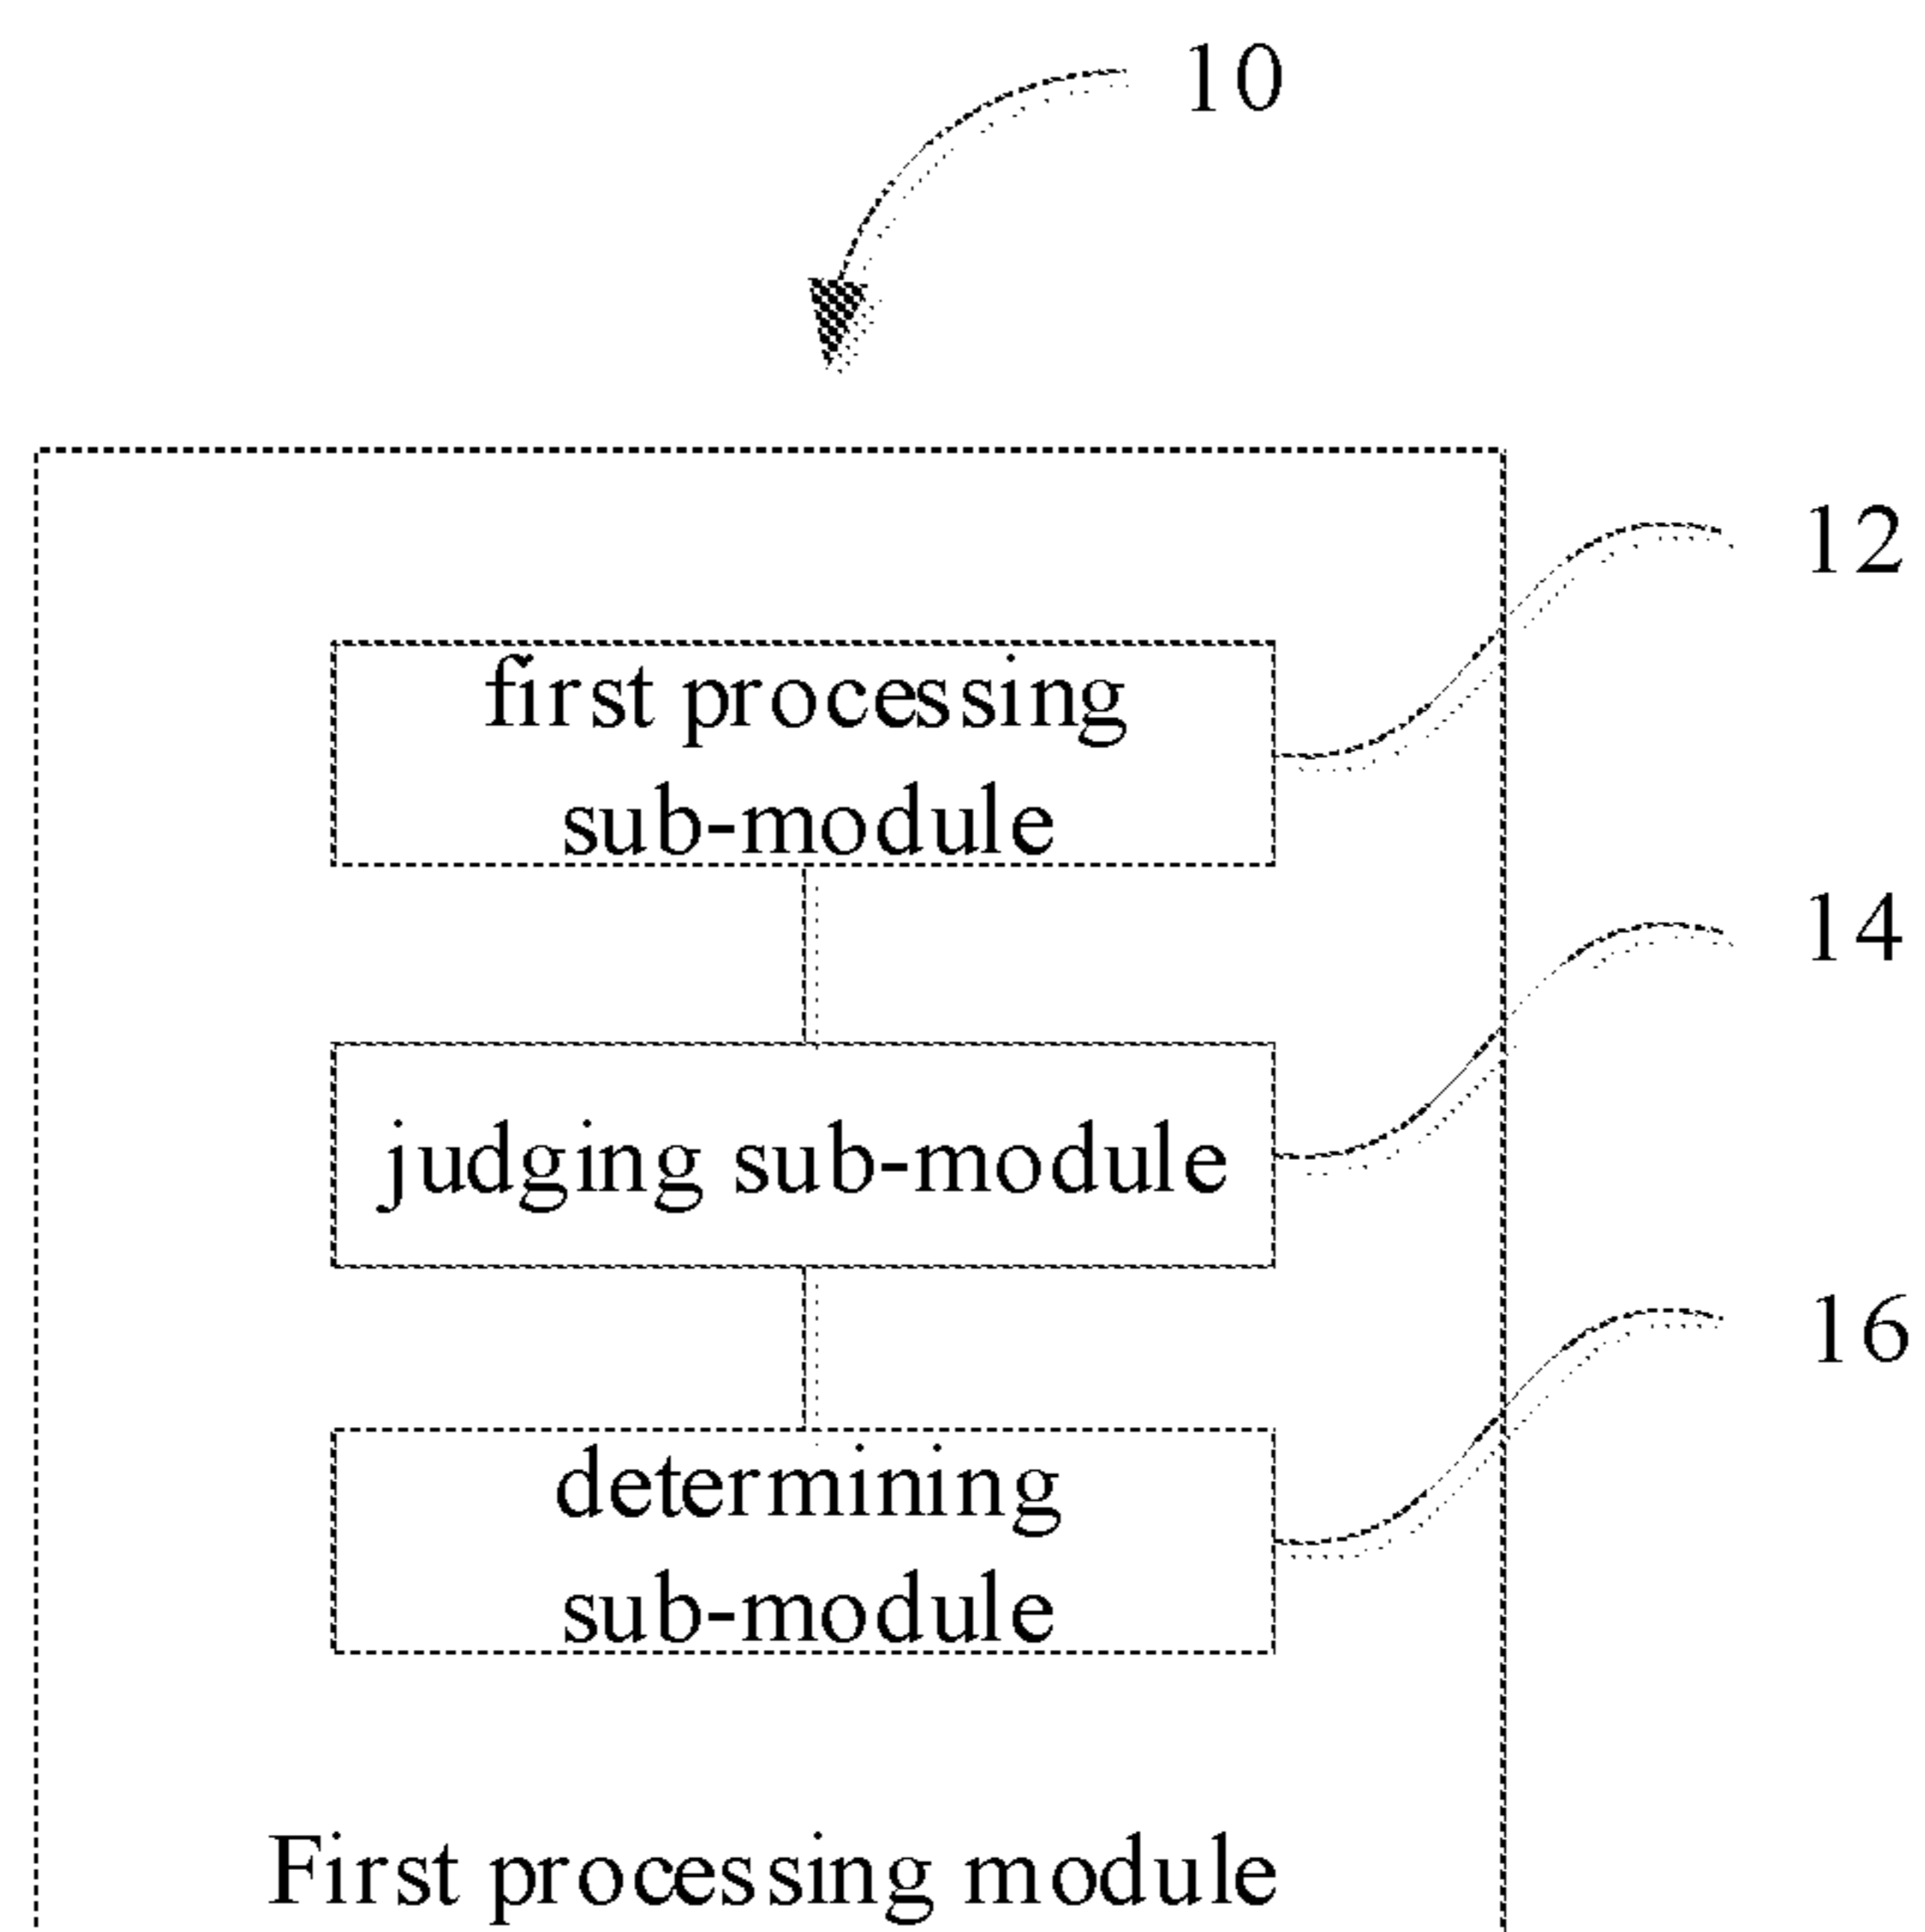 10
12
first processing
sub-module
14
judging sub-module
16
determining
sub-module
First processing module